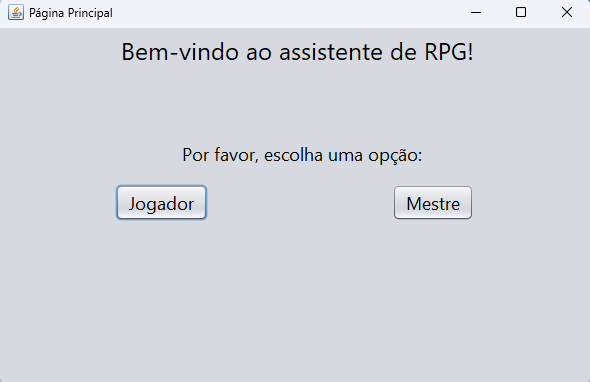 Página Principal
Bem-vindo ao assistente de RPG!
Por favor, escolha uma opção:
Jogador
Mestre